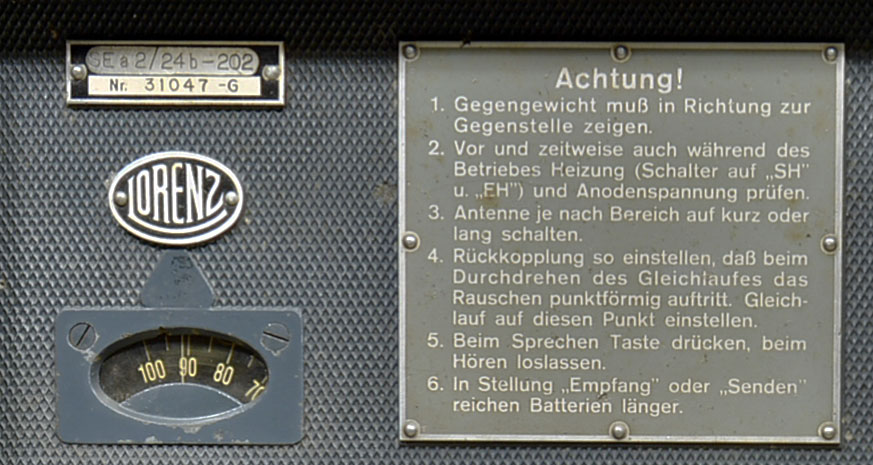 SEa 2/24b-202
Nr. 31047-G
LORENZ
100 90 80 70
Achtung!
1. Gegengewicht muß in Richtung zur
Gegenstelle zeigen.
2. Vor und zeitweise auch während des
Betriebes Heizung (Schalter auf „SH"
u. „EH") und Anodenspannung prüfen.
3. Antenne je nach Bereich auf kurz oder
lang schalten.
4. Rückkopplung so einstellen, daß beim
Durchdrehen des Gleichlaufes das
Rauschen punktförmig auftritt. Gleich-
lauf auf diesen Punkt einstellen.
5. Beim Sprechen Taste drücken, beim
Hören loslassen.
6. In Stellung „Empfang" oder „Senden"
reichen Batterien länger.